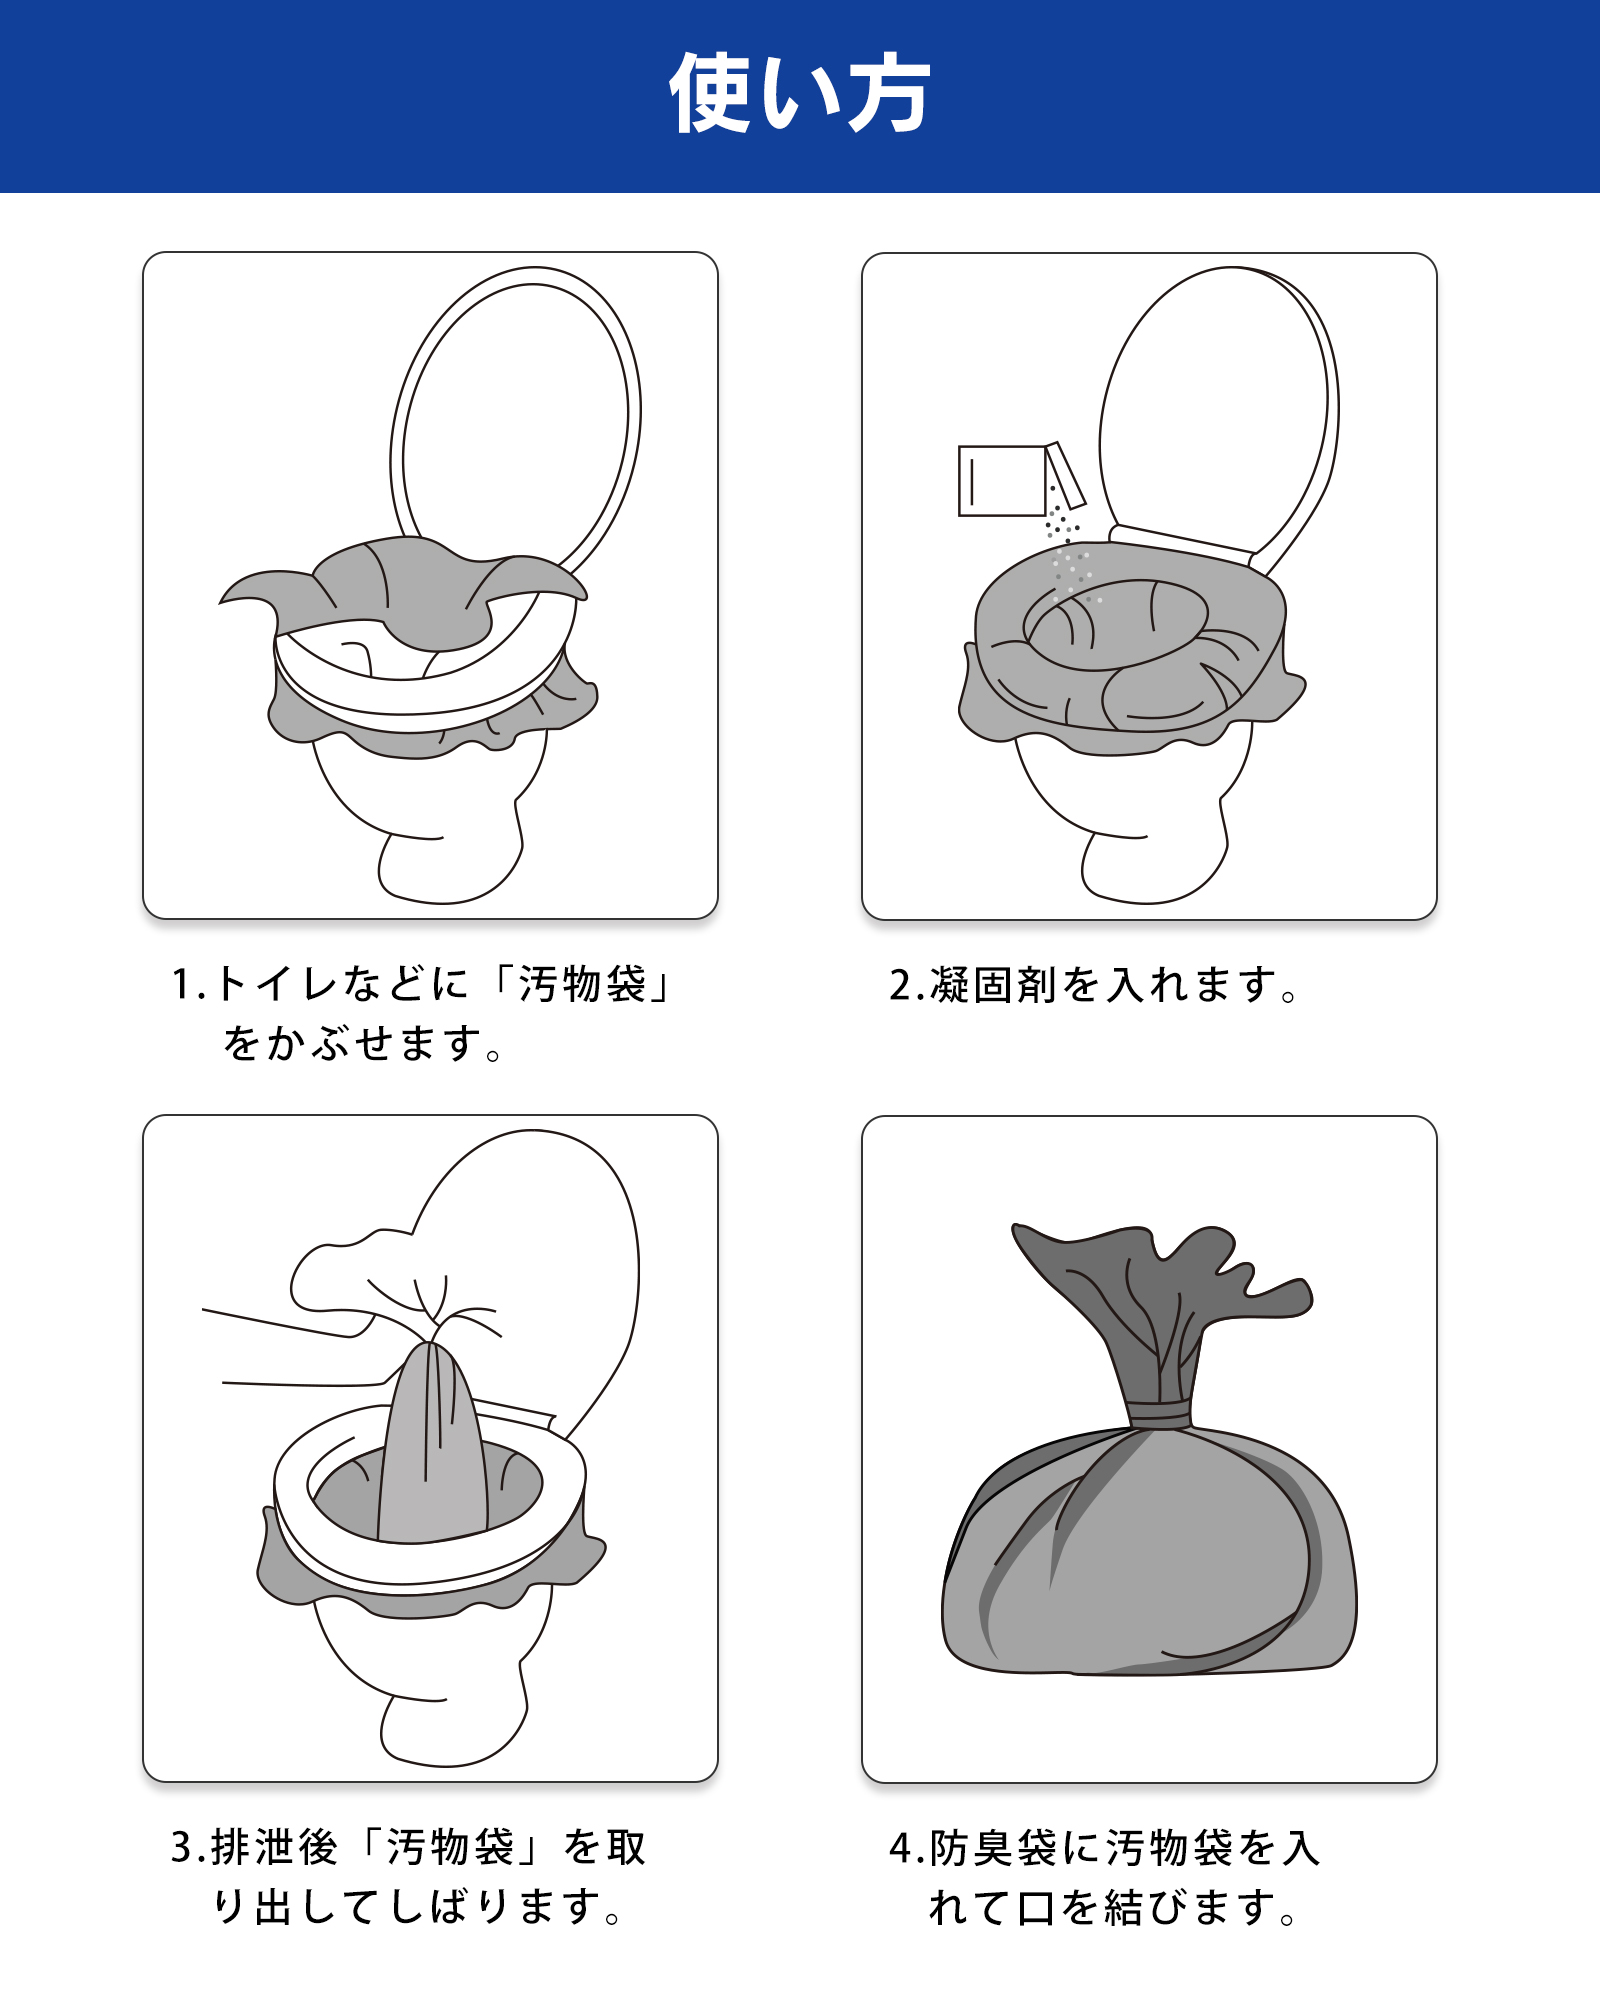 使い方
1.トイレなどに「汚物袋」
をかぶせます。
2.凝固剤を入れます。
3.排泄後「汚物袋」を取
り出してしばります。
4.防臭袋に汚物袋を入
れて口を結びます。